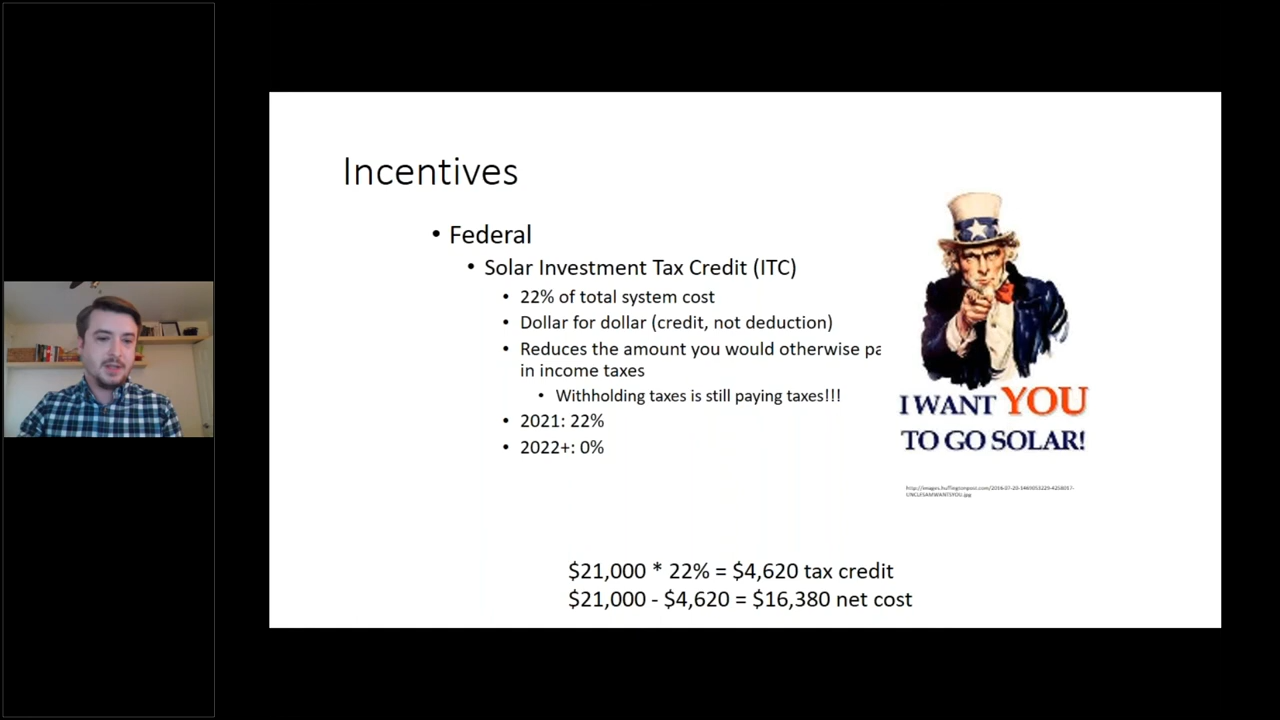 Incentives
• Federal
• Solar Investment Tax Credit (ITC)
• 22% of total system cost
• Dollar for dollar (credit, not deduction)
• Reduces the amount you would otherwise pa
in income taxes
• Withholding taxes is still paying taxes!!!
• 2021: 22%
• 2022+: 0%
I WANT YOU
TO GO SOLAR!
$21,000 * 22% = $4,620 tax credit
$21,000 - $4,620 = $16,380 net cost